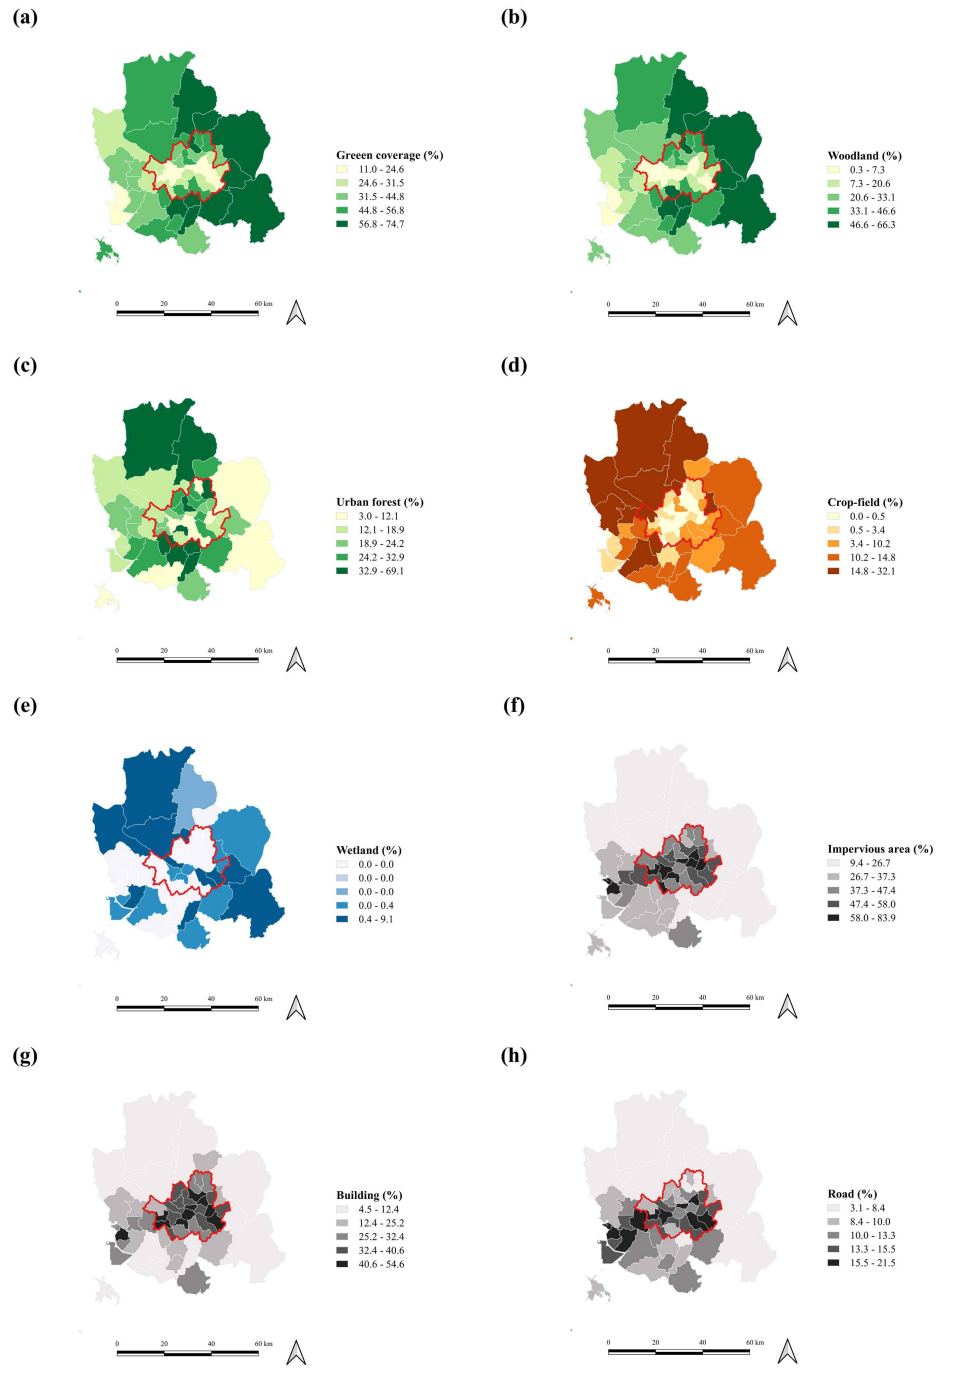 (a)
(b)
Greeen coverage (%)
11.0 - 24.6
24.6 - 31.5
31.5 - 44.8
44.8 - 56.8
56.8 - 74.7
0 20 40 60 km
Woodland (%)
0.3 - 7.3
7.3 - 20.6
20.6 - 33.1
33.1 - 46.6
46.6 - 66.3
0 20 40 60 km
(c)
(d)
Urban forest (%)
3.0 - 12.1
12.1 - 18.9
18.9 - 24.2
24.2 - 32.9
32.9 - 69.1
0 20 40 60 km
Crop-field (%)
0.0 - 0.5
0.5 - 3.4
3.4 - 10.2
10.2 - 14.8
14.8 - 32.1
0 20 40 60 km
(e)
(f)
Wetland (%)
0.0 - 0.0
0.0 - 0.0
0.0 - 0.0
0.0 - 0.4
0.4 - 9.1
0 20 40 60 km
Impervious area (%)
9.4 - 26.7
26.7 - 37.3
37.3 - 47.4
47.4 - 58.0
58.0 - 83.9
0 20 40 60 km
(g)
(h)
Building (%)
4.5 - 12.4
12.4 - 25.2
25.2 - 32.4
32.4 - 40.6
40.6 - 54.6
0 20 40 60 km
Road (%)
3.1 - 8.4
8.4 - 10.0
10.0 - 13.3
13.3 - 15.5
15.5 - 21.5
0 20 40 60 km